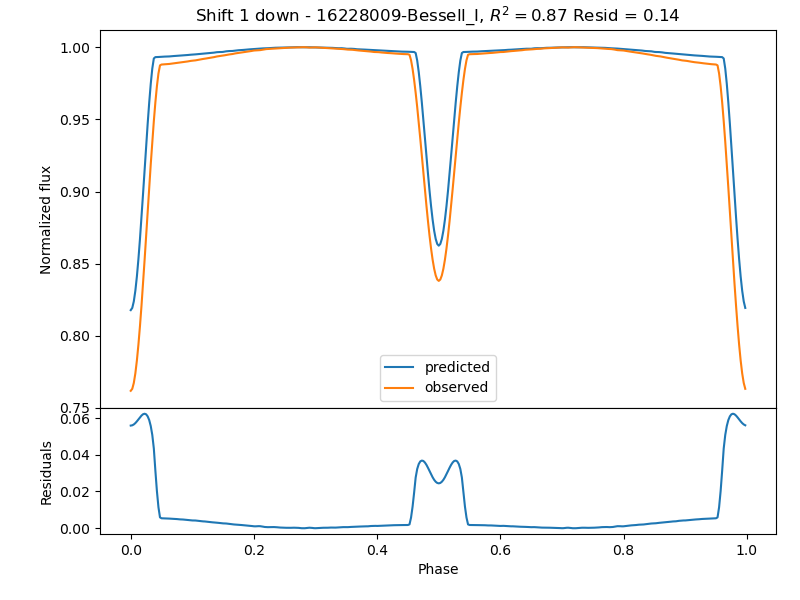 Shift 1 down - 16228009-Bessell_I, R² = 0.87 Resid = 0.14
1.00
0.95
0.90
0.85
0.80
0.75
Normalized flux
predicted
observed
0.06
0.04
0.02
0.00
Residuals
0.0 0.2 0.4 0.6 0.8 1.0
Phase